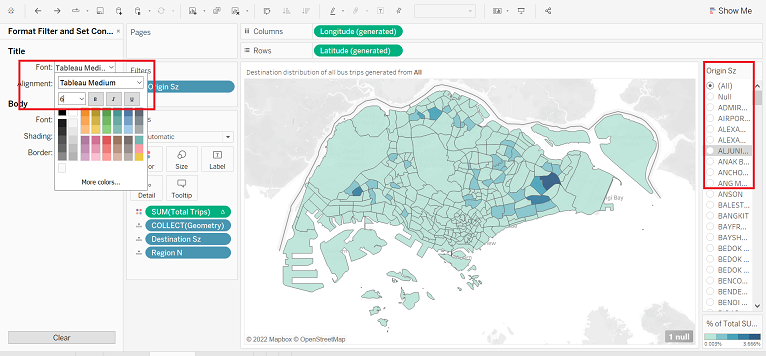 Show Me
Format Filter and Set Con...
Title
Font: Tableau Medi...
Alignment:
Tableau Medium
6
B I U
Body
Font:
Shading:
Border:
More colors...
Clear
Pages
Filters
Origin Sz
Automatic
Size
Label
Detail
Tooltip
SUM(Total Trips)
COLLECT(Geometry)
Destination Sz
Region N
Columns
Longitude (generated)
Rows
Latitude (generated)
Destination distribution of all bus trips generated from All
© 2022 Mapbox © OpenStreetMap
1 null
Origin Sz
(All)
Null
ADMIR...
AIRPOR...
ALEXA...
ALEXA...
ALJUNI...
ANAK B...
ANCHO...
ANG M...
ANSON
BALEST...
BANGKIT
BAYFR...
BAYSH...
BEDOK ...
BEDOK ...
BEDOK ...
BENCO...
BENDE...
BENDI ...
% of Total SU...
0.003%
3.666%